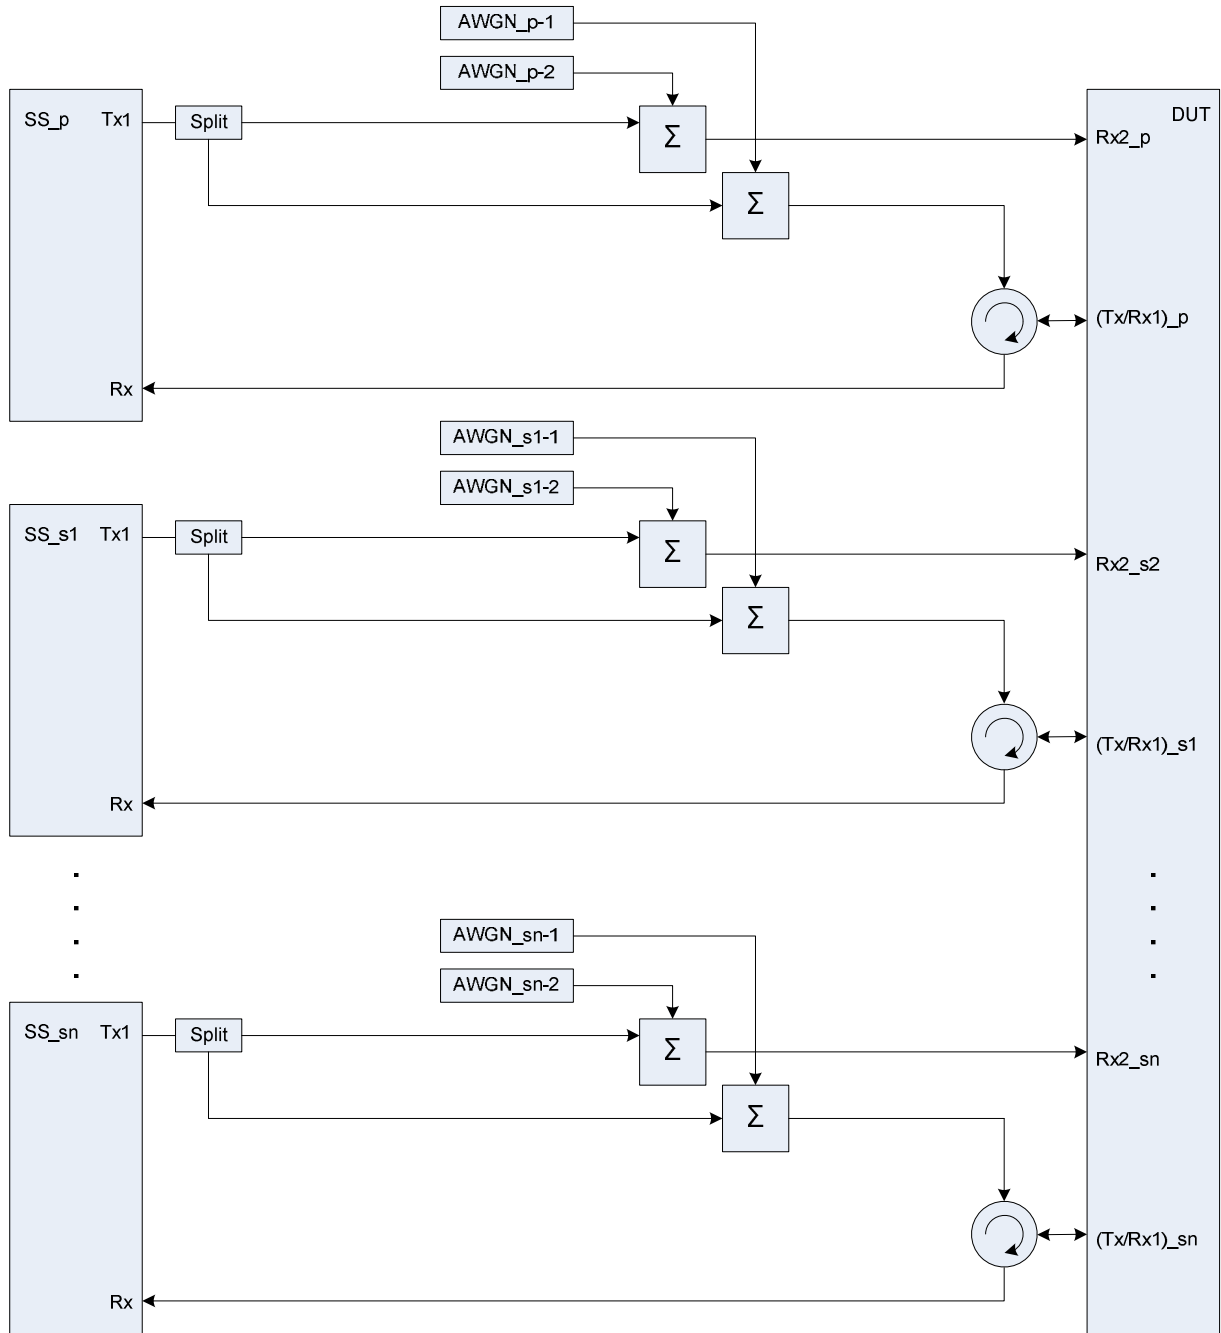 AWGN_p-1
AWGN_p-2
SS_p Tx1
Split
Σ
DUT
Rx2_p
Σ
(Tx/Rx1)_p
Rx
AWGN_s1-1
AWGN_s1-2
SS_s1 Tx1
Split
Σ
Rx2_s2
Σ
(Tx/Rx1)_s1
Rx
AWGN_sn-1
AWGN_sn-2
SS_sn Tx1
Split
Σ
Rx2_sn
Σ
(Tx/Rx1)_sn
Rx